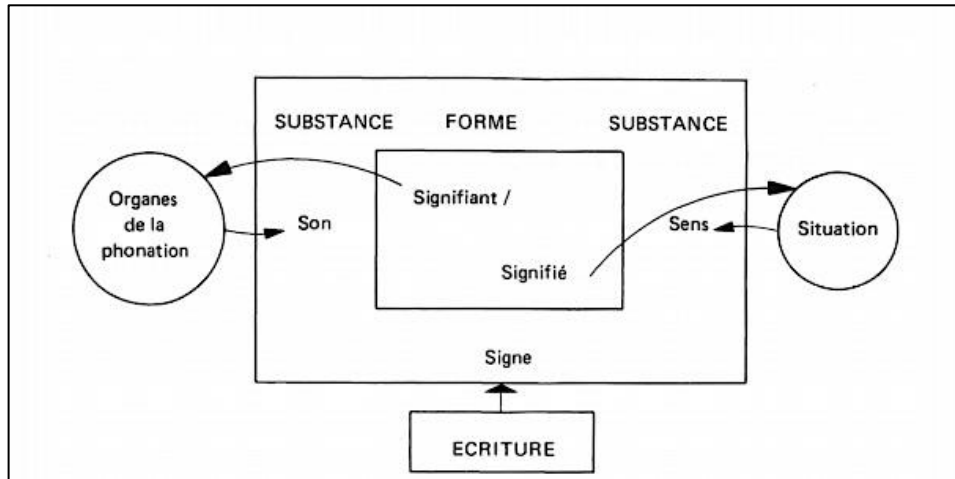 SUBSTANCE FORME SUBSTANCE
Organes
de la
phonation
Son
Signifiant /
Signifié
Sens
Situation
Signe
ECRITURE